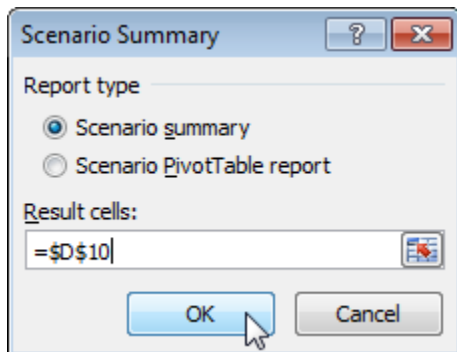 Scenario Summary
Report type
Scenario summary
Scenario PivotTable report
Result cells:
=$D$10
OK
Cancel